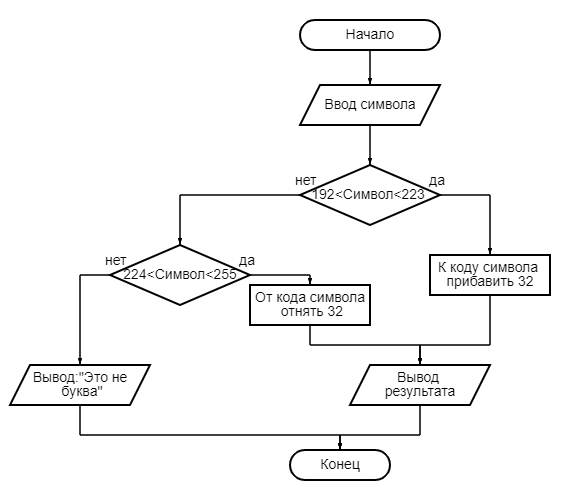 Начало
Ввод символа
нет
да
192<Символ<223
нет
да
224<Символ<255
К коду символа
прибавить 32
От кода символа
отнять 32
Вывод:"Это не
буква"
Вывод
результата
Конец